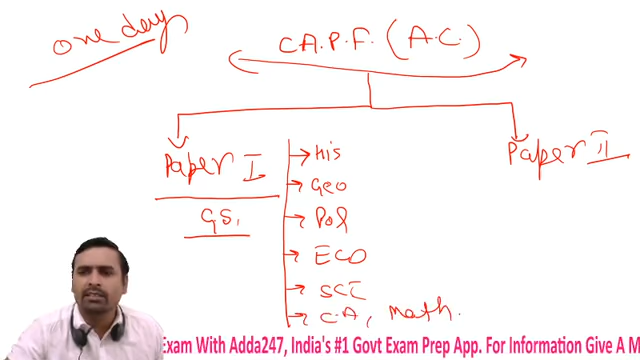 one day
C.A.P.F. (A.C.)
Paper I
GS,
His
Geo
Pol
ECO
SCI
C.A, Math.
Paper II
Exam With Adda247, India's #1 Govt Exam Prep App. For Information Give A M